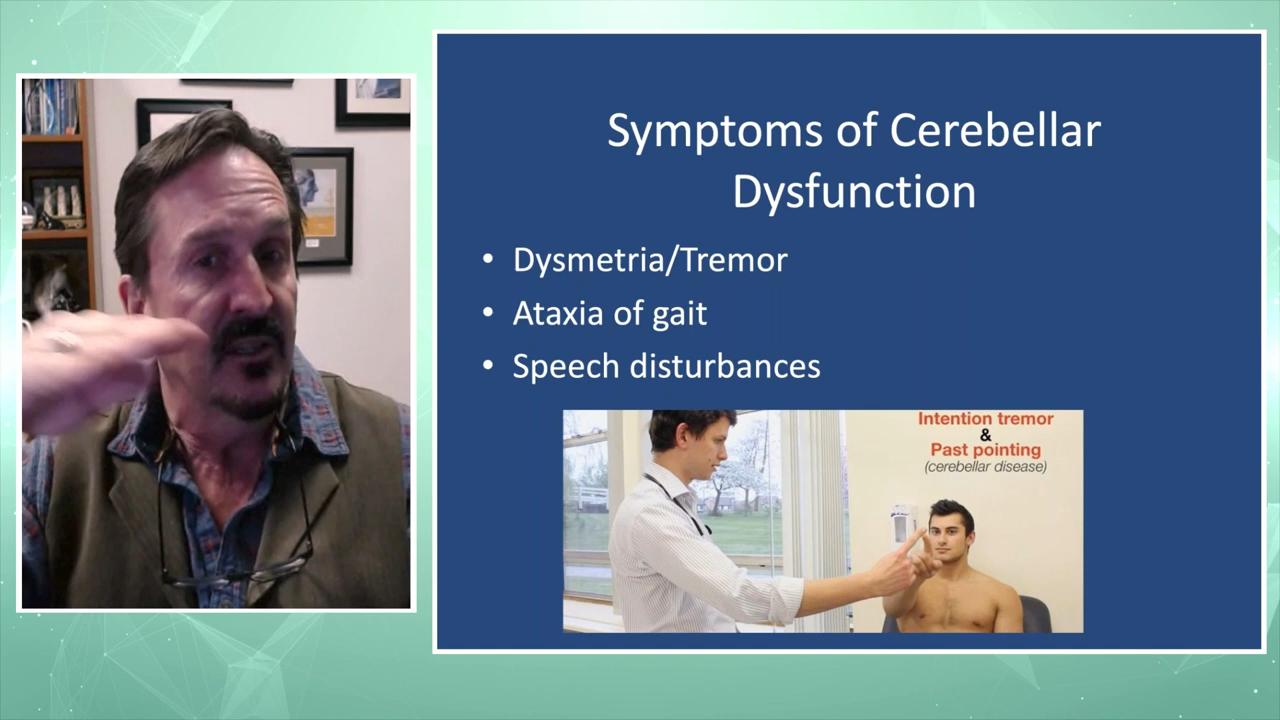 Symptoms of Cerebellar
Dysfunction
• Dysmetria/Tremor
• Ataxia of gait
• Speech disturbances
Intention tremor
&
Past pointing
(cerebellar disease)